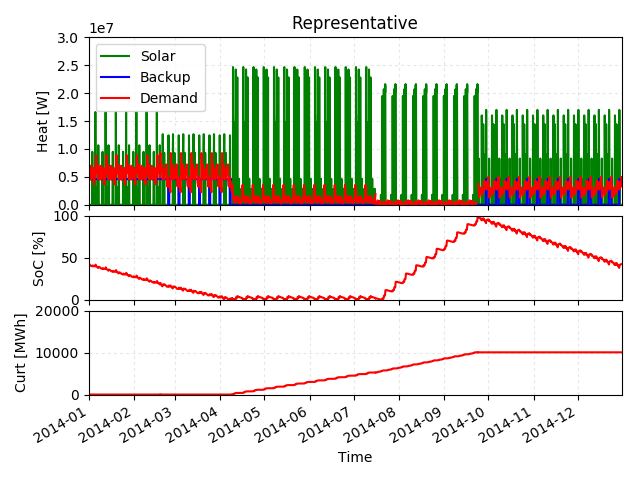 Representative
1e7
3.0
2.5
2.0
1.5
1.0
0.5
0.0
Heat [W]
Solar
Backup
Demand
100
50
0
SoC [%]
20000
10000
0
Curt [MWh]
2014-01
2014-02
2014-03
2014-04
2014-05
2014-06
2014-07
2014-08
2014-09
2014-10
2014-11
2014-12
Time